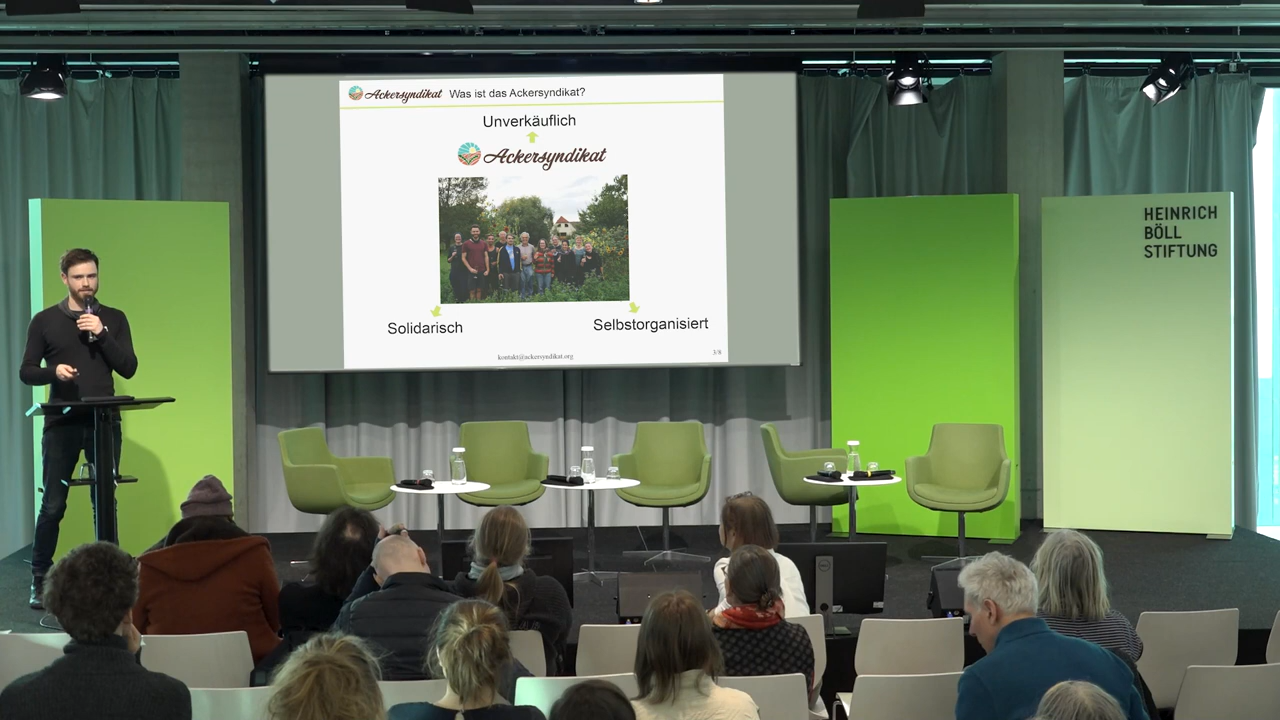 Ackersyndikat Was ist das Ackersyndikat?
Unverkäuflich
Ackersyndikat
Solidarisch
Selbstorganisiert
kontakt@ackersyndikat.org
3/8
HEINRICH
BÖLL
STIFTUNG